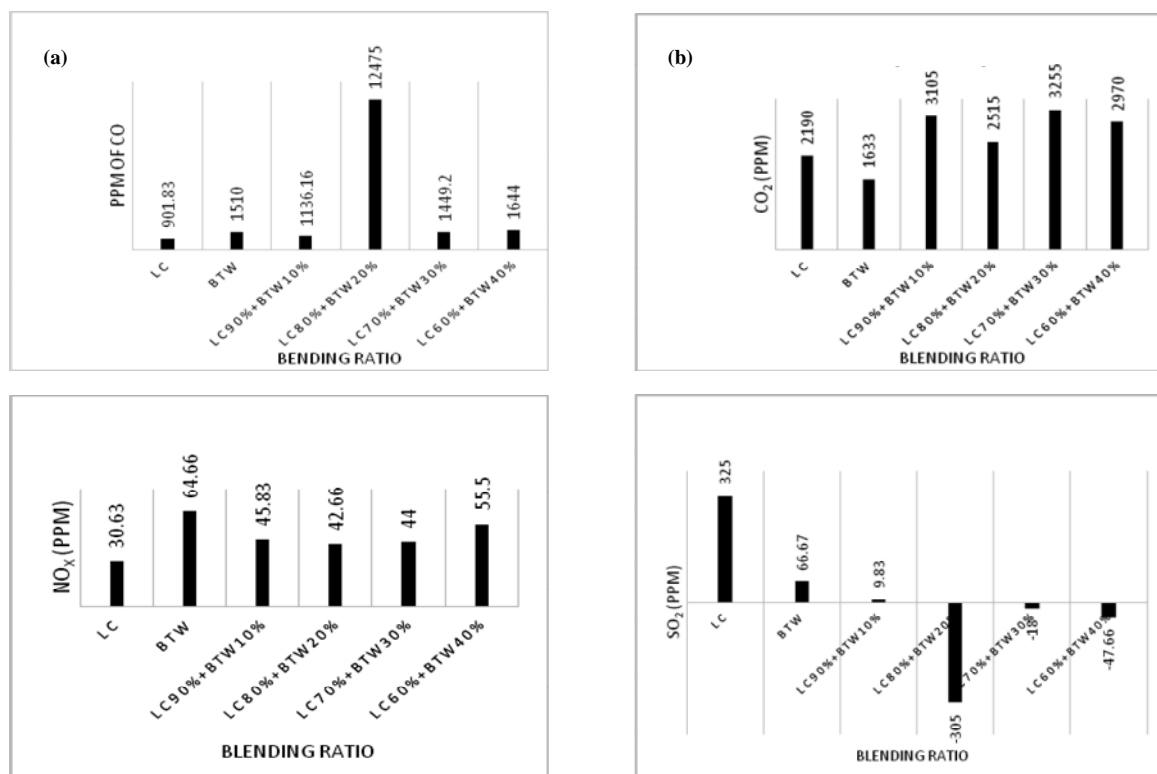 (a)
PPM OF CO
901.83
1510
1136.16
12475
1449.2
1644
LC
BTW
LC90%+BTW10%
LC80%+BTW20%
LC70%+BTW30%
LC60%+BTW40%
BENDING RATIO
(b)
CO2 (PPM)
2190
1633
3105
2515
3255
2970
LC
BTW
LC90%+BTW10%
LC80%+BTW20%
LC70%+BTW30%
LC60%+BTW40%
BLENDING RATIO
NOX (PPM)
30.63
64.66
45.83
42.66
44
55.5
LC
BTW
LC90%+BTW10%
LC80%+BTW20%
LC70%+BTW30%
LC60%+BTW40%
BLENDING RATIO
SO2 (PPM)
325
66.67
9.83
-305
-18
-47.66
LC
BTW
LC90%+BTW10%
LC80%+BTW20%
C70%+BTW30%
LC60%+BTW40%
BLENDING RATIO